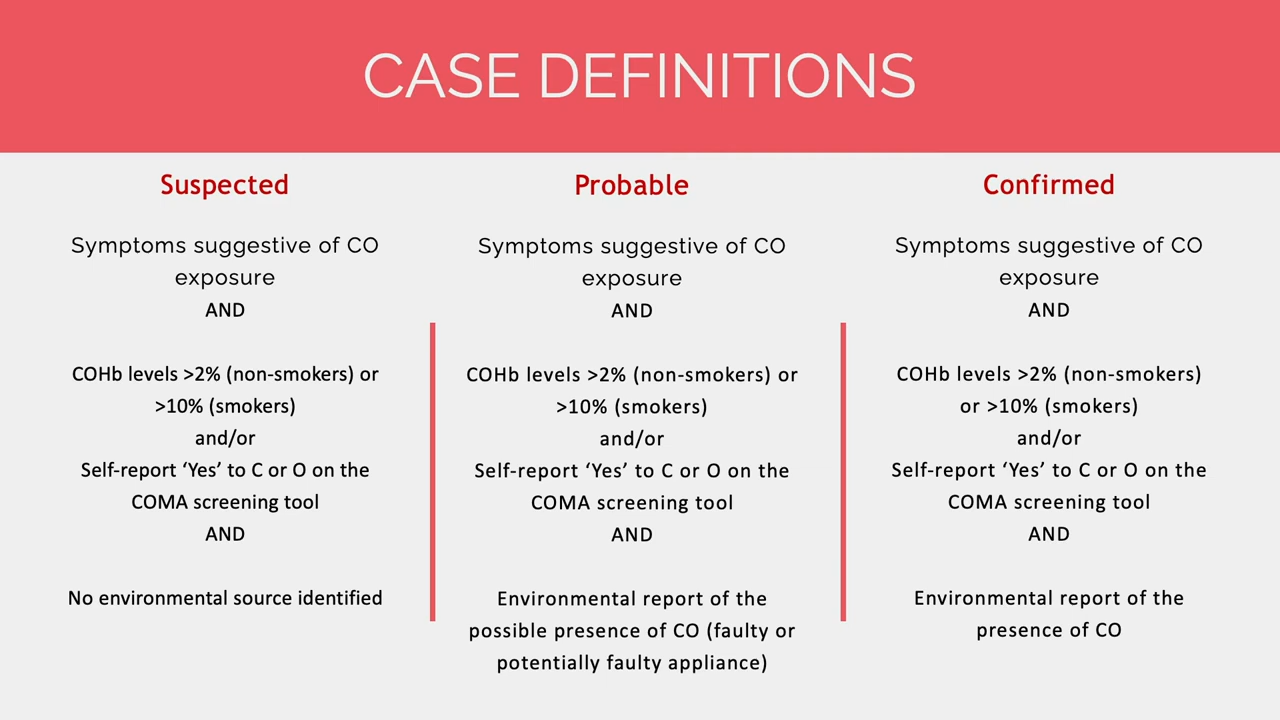 CASE DEFINITIONS
Suspected
Symptoms suggestive of CO
exposure
AND
COHb levels >2% (non-smokers) or
>10% (smokers)
and/or
Self-report ‘Yes’ to C or O on the
COMA screening tool
AND
No environmental source identified
Probable
Symptoms suggestive of CO
exposure
AND
COHb levels >2% (non-smokers) or
>10% (smokers)
and/or
Self-report ‘Yes’ to C or O on the
COMA screening tool
AND
Environmental report of the
possible presence of CO (faulty or
potentially faulty appliance)
Confirmed
Symptoms suggestive of CO
exposure
AND
COHb levels >2% (non-smokers)
or >10% (smokers)
and/or
Self-report ‘Yes’ to C or O on the
COMA screening tool
AND
Environmental report of the
presence of CO